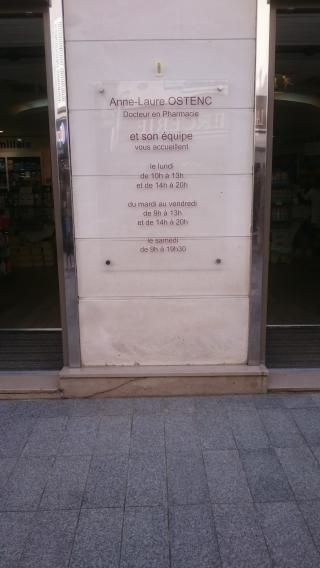 Anne-Laure OSTENC
Docteur en Pharmacie
et son équipe
vous accueillent
le lundi
de 10h à 13h
et de 14h à 20h
du mardi au vendredi
de 9h à 13h
et de 14h à 20h
le samedi
de 9h à 19h30